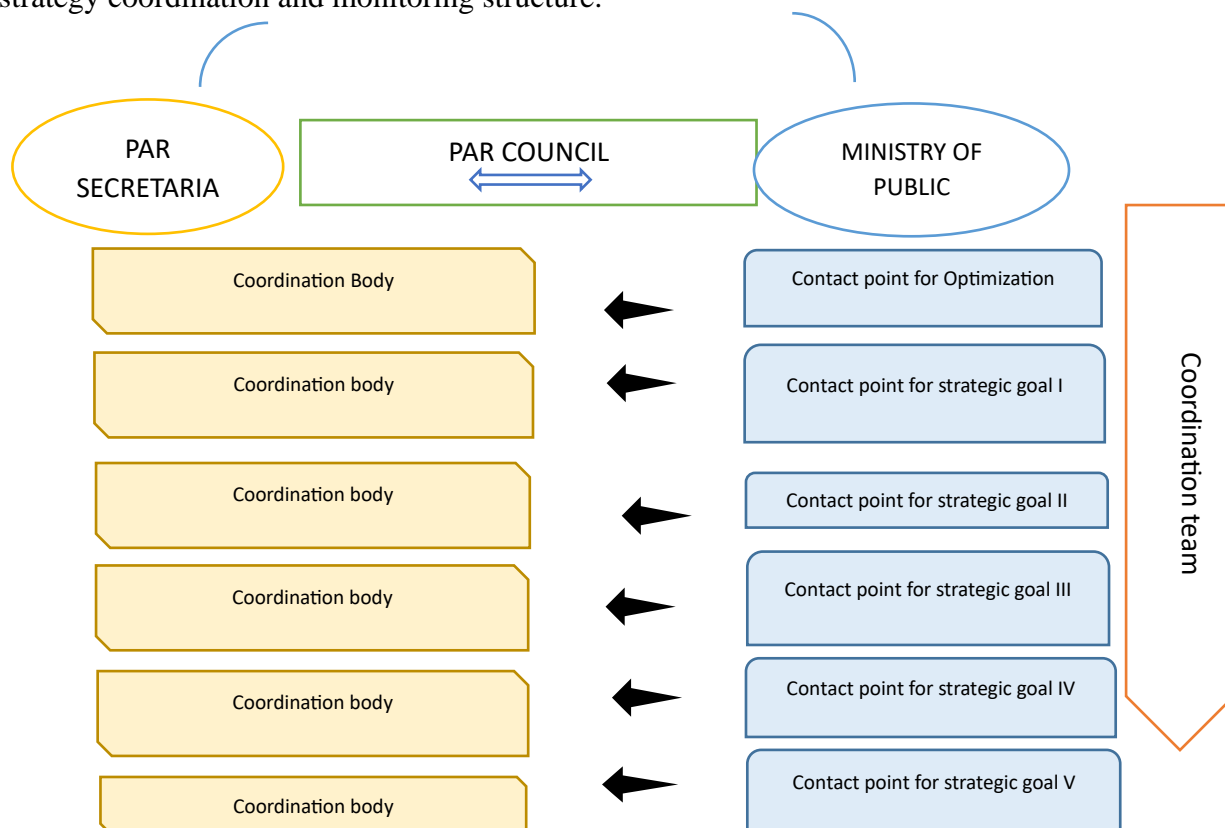 strategy coordination and monitoring structure.
PAR
SECRETARIA
PAR COUNCIL
MINISTRY OF
PUBLIC
Coordination Body
Contact point for Optimization
Coordination body
Contact point for strategic goal I
Coordination body
Contact point for strategic goal II
Coordination body
Contact point for strategic goal III
Coordination body
Contact point for strategic goal IV
Coordination body
Contact point for strategic goal V
Coordination team